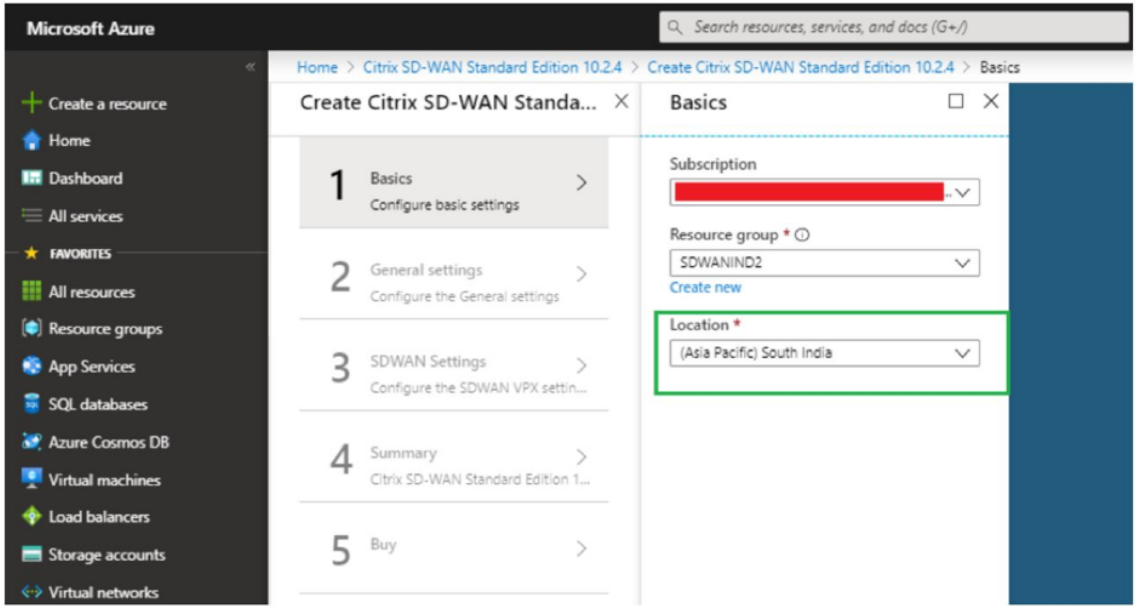 Microsoft Azure
Search resources, services, and docs (G+/)
«
Home > Citrix SD-WAN Standard Edition 10.2.4 > Create Citrix SD-WAN Standard Edition 10.2.4 > Basics
Create a resource
Home
Dashboard
All services
FAVORITES
All resources
Resource groups
App Services
SQL databases
Azure Cosmos DB
Virtual machines
Load balancers
Storage accounts
Virtual networks
Create Citrix SD-WAN Standa...
1 Basics
Configure basic settings
2 General settings
Configure the General settings
3 SDWAN Settings
Configure the SDWAN VPX settin...
4 Summary
Citrix SD-WAN Standard Edition 1...
5 Buy
Basics
Subscription
..
Resource group *
SDWANIND2
Create new
Location *
(Asia Pacific) South India